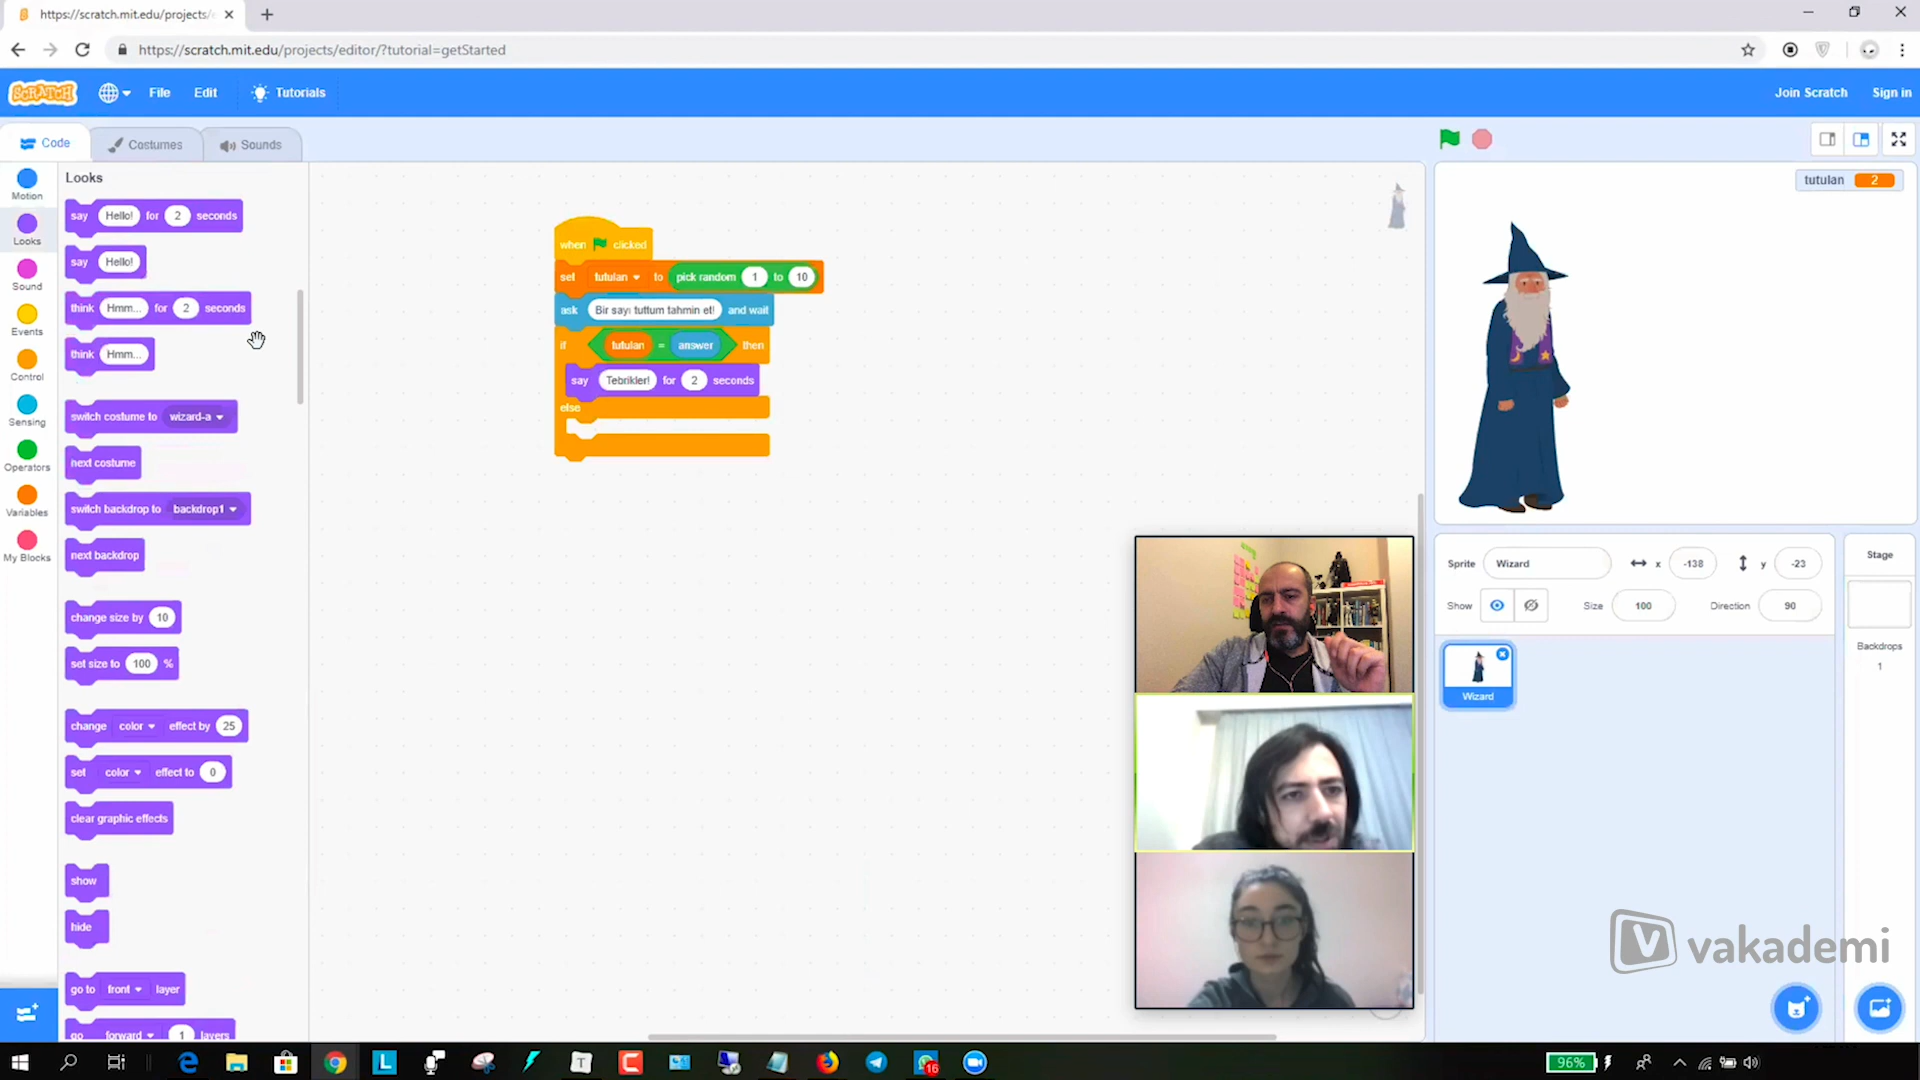 https://scratch.mit.edu/projects/e
https://scratch.mit.edu/projects/editor/?tutorial=getStarted
SCRATCH File Edit Tutorials Join Scratch Sign in
Code Costumes Sounds
Motion
Looks
Sound
Events
Control
Sensing
Operators
Variables
My Blocks
Looks
say Hello! for 2 seconds
say Hello!
think Hmm... for 2 seconds
think Hmm...
switch costume to wizard-a
next costume
switch backdrop to backdrop1
next backdrop
change size by 10
set size to 100 %
change color effect by 25
set color effect to 0
clear graphic effects
show
hide
go to front layer
go forward 1 layers
when clicked
set tutulan to pick random 1 to 10
ask Bir sayı tuttum tahmin et! and wait
if tutulan = answer then
say Tebrikler! for 2 seconds
else
tutulan 2
Sprite Wizard x -138 y -23
Show Size 100 Direction 90
Wizard
Stage
Backdrops
1
vakademi
96%
16